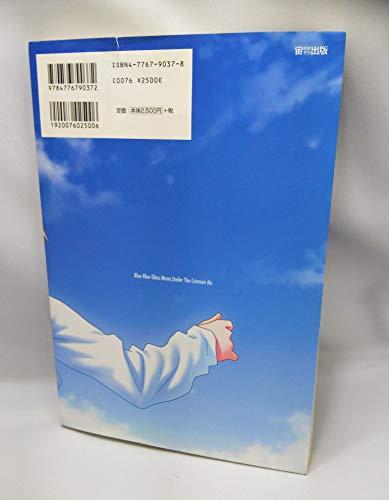 ISBN4-7767-9037-8
C0076 ¥2500E
定価 本体2,500円 +税
9784776790372
1920076025006
宙出版
Blue Blue Glass Moon,Under The Crimson Air.